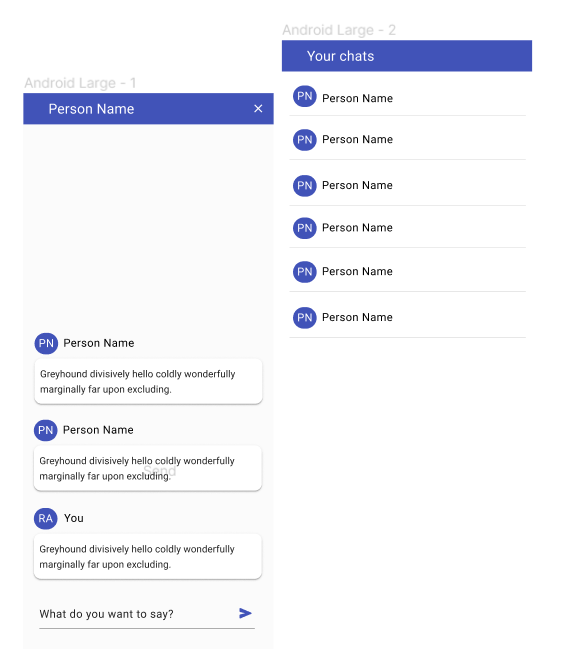 Android Large - 1
Person Name
PN Person Name
Greyhound divisively hello coldly wonderfully
marginally far upon excluding.
PN Person Name
Greyhound divisively hello coldly wonderfully
marginally far upon excluding.
Send
RA You
Greyhound divisively hello coldly wonderfully
marginally far upon excluding.
What do you want to say?
Android Large - 2
Your chats
PN Person Name
PN Person Name
PN Person Name
PN Person Name
PN Person Name
PN Person Name